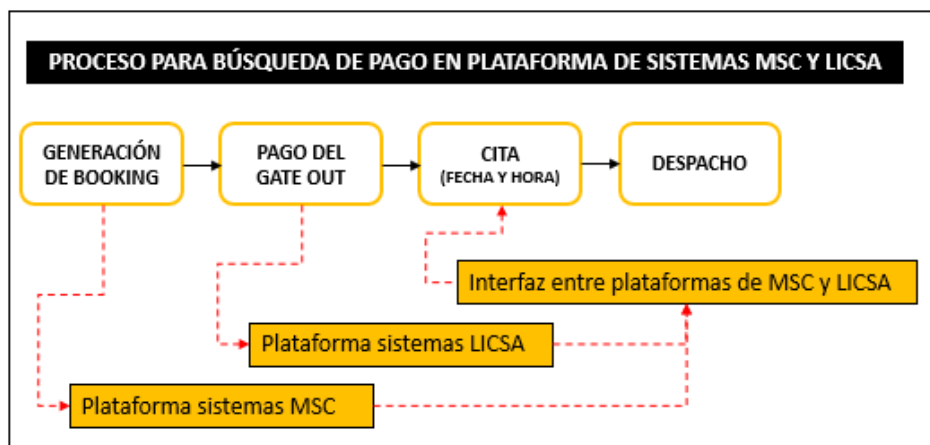 PROCESO PARA BÚSQUEDA DE PAGO EN PLATAFORMA DE SISTEMAS MSC Y LICSA
GENERACIÓN
DE BOOKING
PAGO DEL
GATE OUT
CITA
(FECHA Y HORA)
DESPACHO
Interfaz entre plataformas de MSC y LICSA
Plataforma sistemas LICSA
Plataforma sistemas MSC